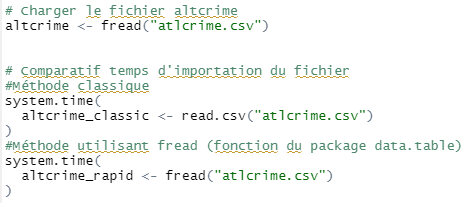 # Charger le fichier altcrime
altcrime <- fread("atlcrime.csv")
# Comparatif temps d'importation du fichier
#Méthode classique
system.time(
altcrime_classic <- read.csv("atlcrime.csv")
)
#Méthode utilisant fread (fonction du package data.table)
system.time(
altcrime_rapid <- fread("atlcrime.csv")
)